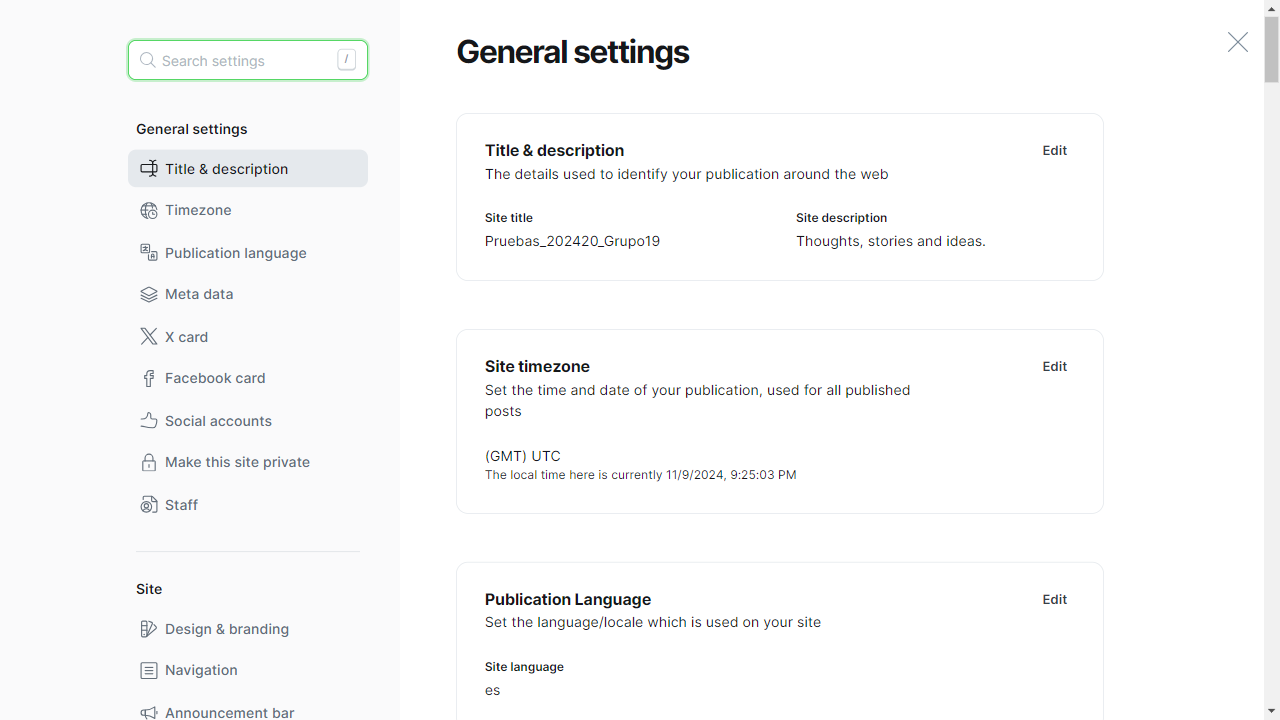 Search settings
/
General settings
Title & description
Timezone
Publication language
Meta data
X card
Facebook card
Social accounts
Make this site private
Staff
Site
Design & branding
Navigation
Announcement bar
General settings
Title & description
Edit
The details used to identify your publication around the web
Site title
Site description
Pruebas_202420_Grupo19
Thoughts, stories and ideas.
Site timezone
Edit
Set the time and date of your publication, used for all published
posts
(GMT) UTC
The local time here is currently 11/9/2024, 9:25:03 PM
Publication Language
Edit
Set the language/locale which is used on your site
Site language
es